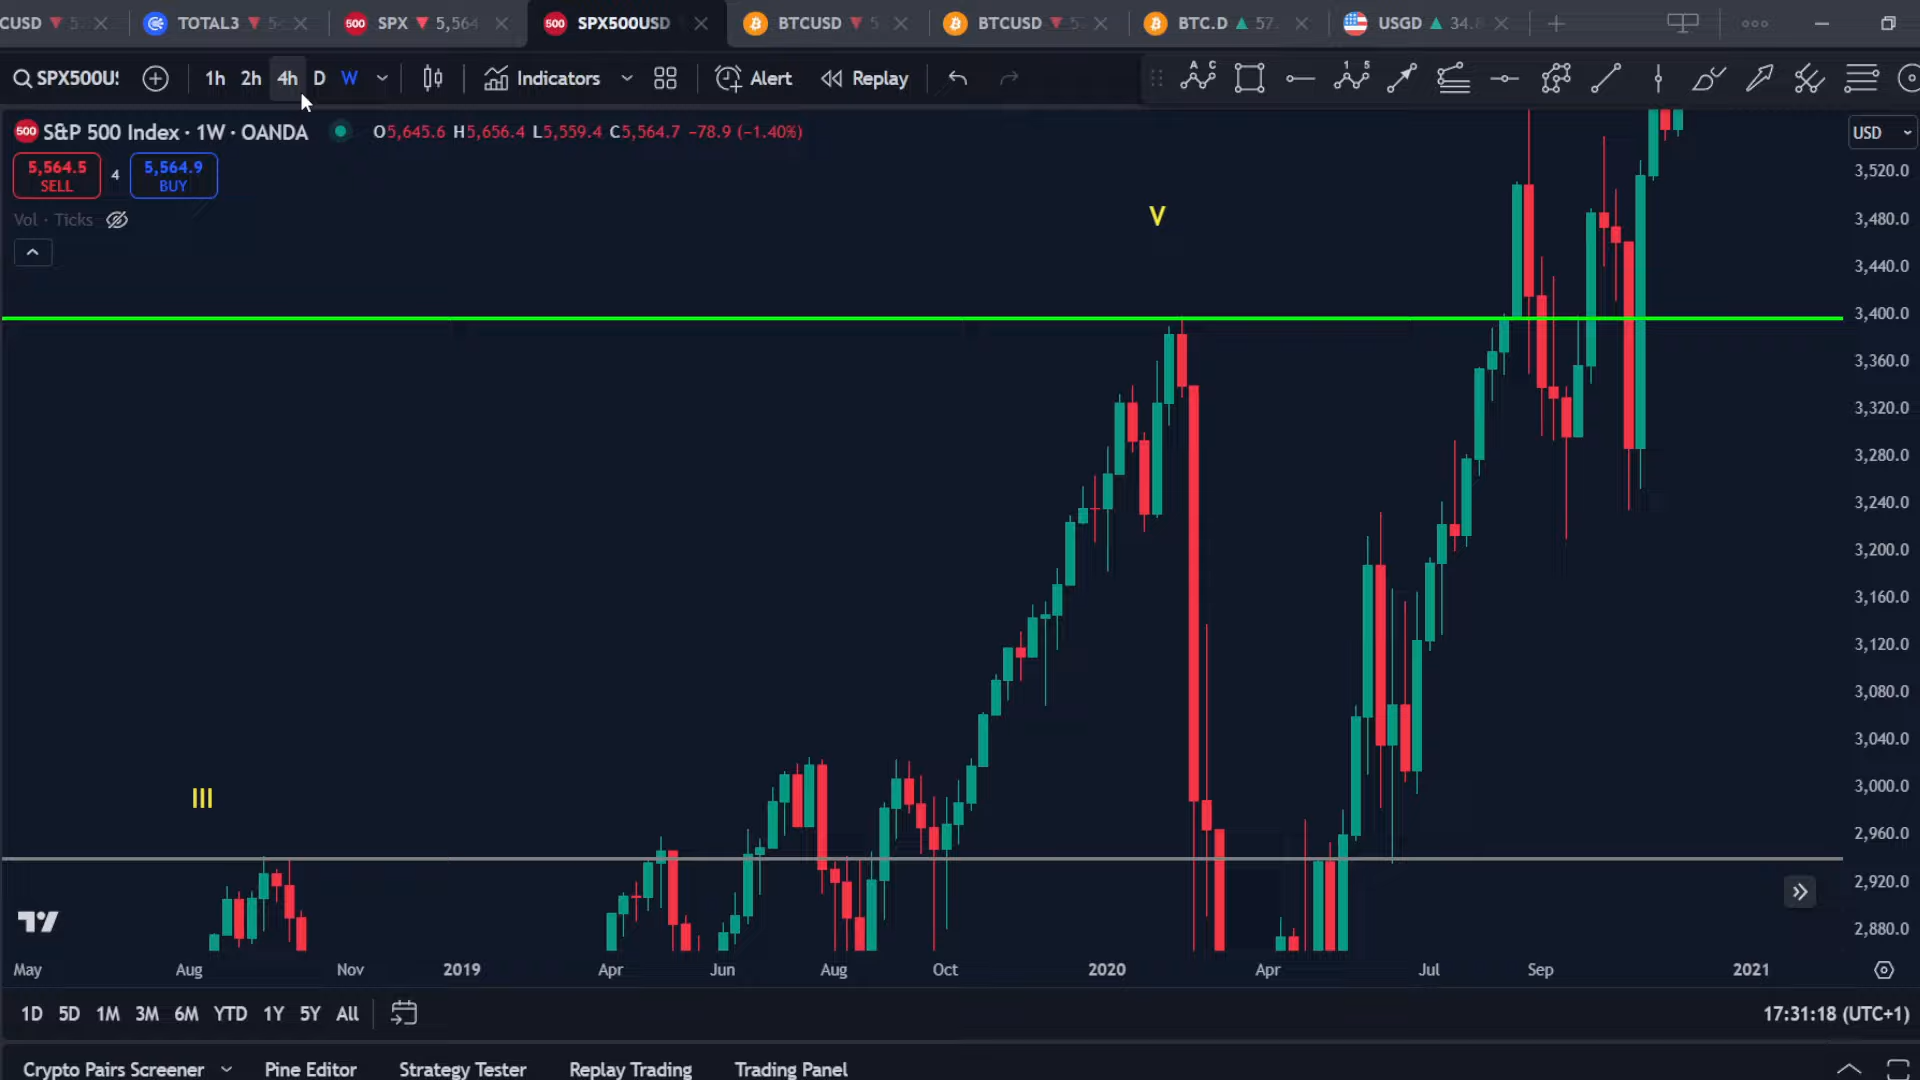 CUSD 5 TOTAL3 5 SPX 5,564 SPX500USD BTCUSD 5 BTCUSD 5 BTC.D 57. USGD 34.8
SPX500US 1h 2h 4h D W Indicators Alert Replay
S&P 500 Index · 1W · OANDA O5,645.6 H5,656.4 L5,559.4 C5,564.7 −78.9 (−1.40%)
USD
5,564.5 SELL 4 5,564.9 BUY
Vol · Ticks
V
III
3,520.0
3,480.0
3,440.0
3,400.0
3,360.0
3,320.0
3,280.0
3,240.0
3,200.0
3,160.0
3,120.0
3,080.0
3,040.0
3,000.0
2,960.0
2,920.0
2,880.0
May Aug Nov 2019 Apr Jun Aug Oct 2020 Apr Jul Sep 2021
1D 5D 1M 3M 6M YTD 1Y 5Y All 17:31:18 (UTC+1)
Crypto Pairs Screener Pine Editor Strategy Tester Replay Trading Trading Panel